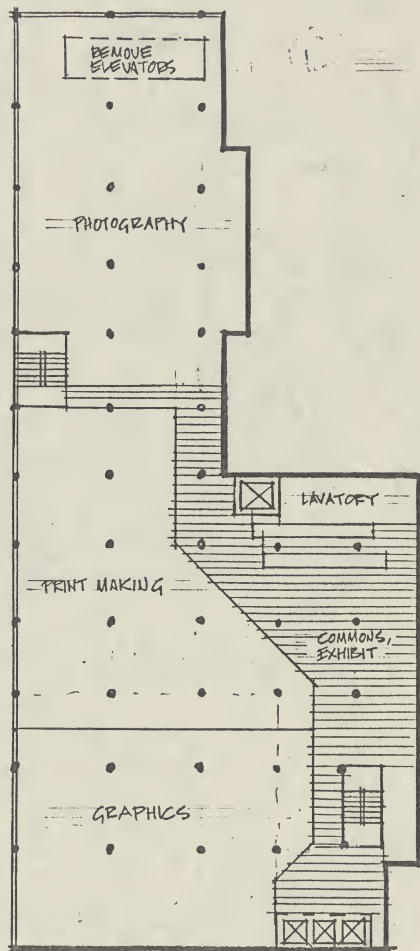 REMOVE
ELEVATORS
PHOTOGRAPHY
LAVATORY
PRINT MAKING
COMMONS,
EXHIBIT
GRAPHICS